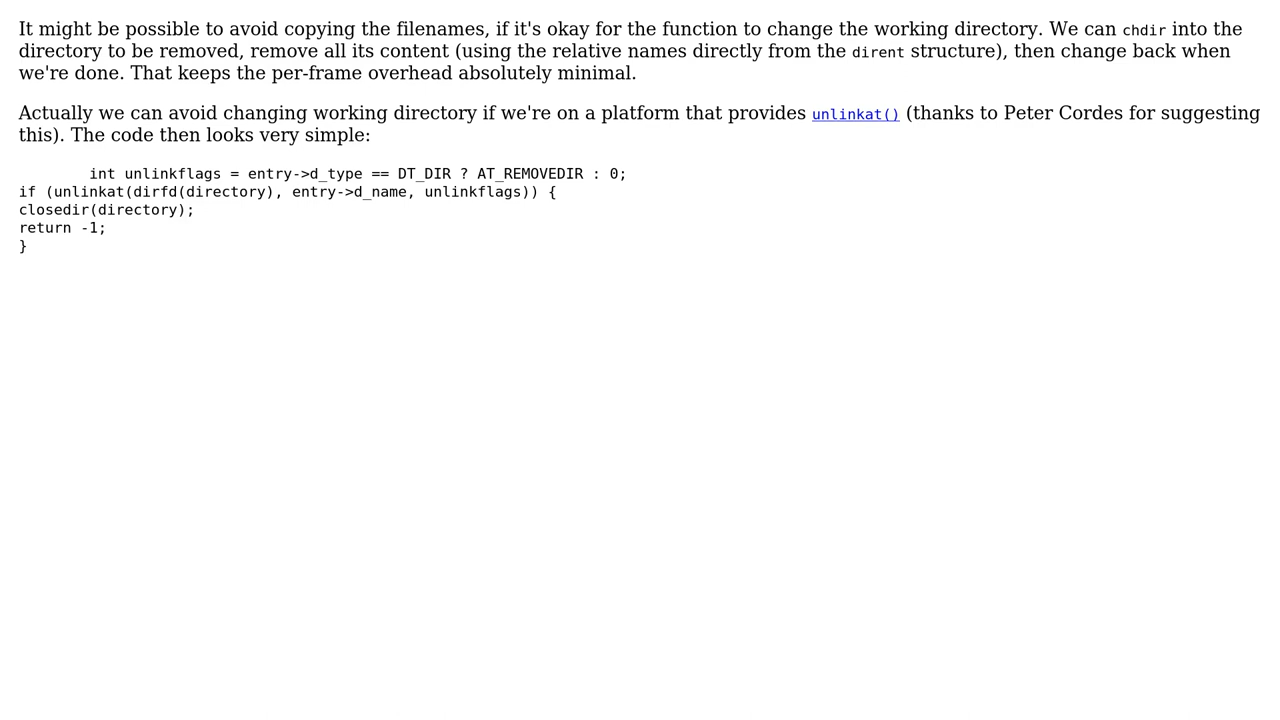 It might be possible to avoid copying the filenames, if it's okay for the function to change the working directory. We can chdir into the
directory to be removed, remove all its content (using the relative names directly from the dirent structure), then change back when
we're done. That keeps the per-frame overhead absolutely minimal.
Actually we can avoid changing working directory if we're on a platform that provides unlinkat() (thanks to Peter Cordes for suggesting
this). The code then looks very simple:
        int unlinkflags = entry->d_type == DT_DIR ? AT_REMOVEDIR : 0;
if (unlinkat(dirfd(directory), entry->d_name, unlinkflags)) {
closedir(directory);
return -1;
}